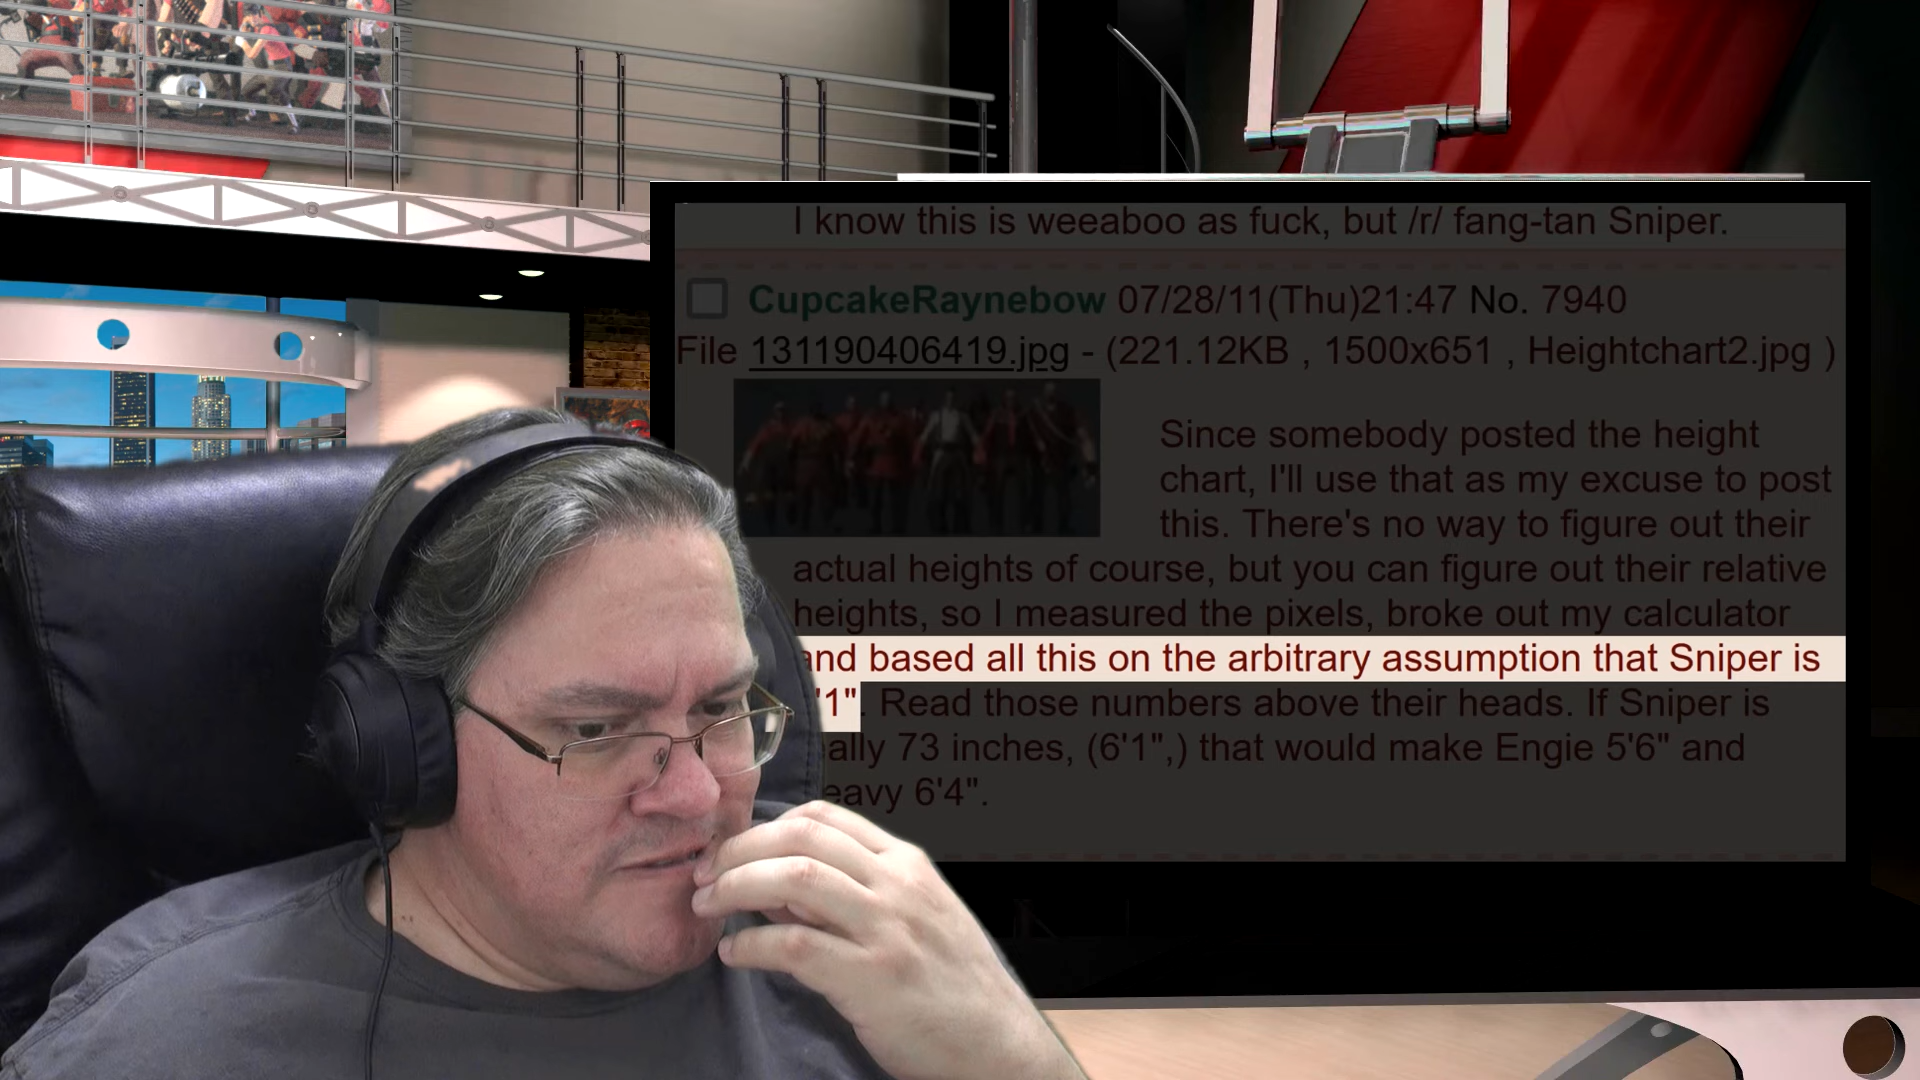 I know this is weeaboo as fuck, but /r/ fang-tan Sniper.
CupcakeRaynebow 07/28/11(Thu)21:47 No. 7940
File 131190406419.jpg - (221.12KB , 1500x651 , Heightchart2.jpg )
Since somebody posted the height
chart, I'll use that as my excuse to post
this. There's no way to figure out their
actual heights of course, but you can figure out their relative
heights, so I measured the pixels, broke out my calculator
and based all this on the arbitrary assumption that Sniper is
'1". Read those numbers above their heads. If Sniper is
ally 73 inches, (6'1",) that would make Engie 5'6" and
eavy 6'4".